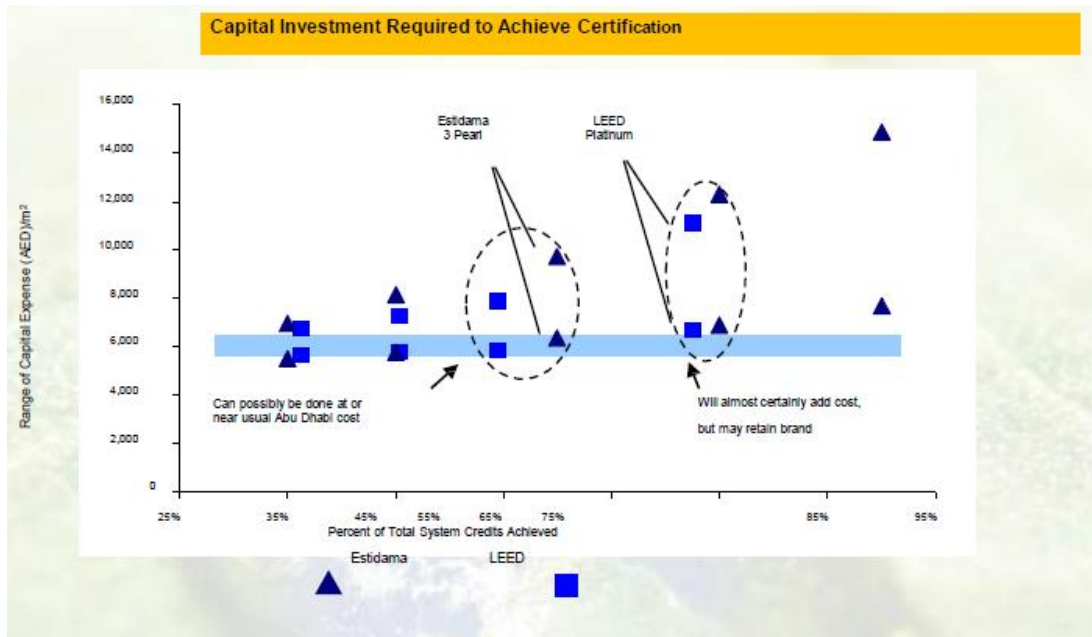 Capital Investment Required to Achieve Certification
Range of Capital Expense (AED)/m²
16,000
14,000
12,000
10,000
8,000
6,000
4,000
2,000
0
Estidama
3 Pearl
LEED
Platinum
Can possibly be done at or
near usual Abu Dhabi cost
Will almost certainly add cost,
but may retain brand
25% 35% 45% 55% 65% 75% 85% 95%
Percent of Total System Credits Achieved
Estidama LEED